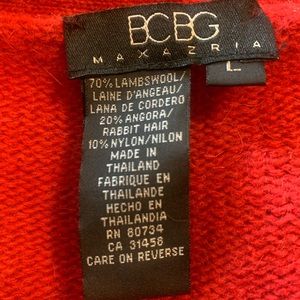 BCBG
MAXAZRIA
L
70% LAMBSWOOL/
LAINE D'ANGEAU/
LANA DE CORDERO
20% ANGORA/
RABBIT HAIR
10% NYLON/NILON
MADE IN
THAILAND
FABRIQUE EN
THAILANDE
HECHO EN
THAILANDIA
RN 80734
CA 31458
CARE ON REVERSE